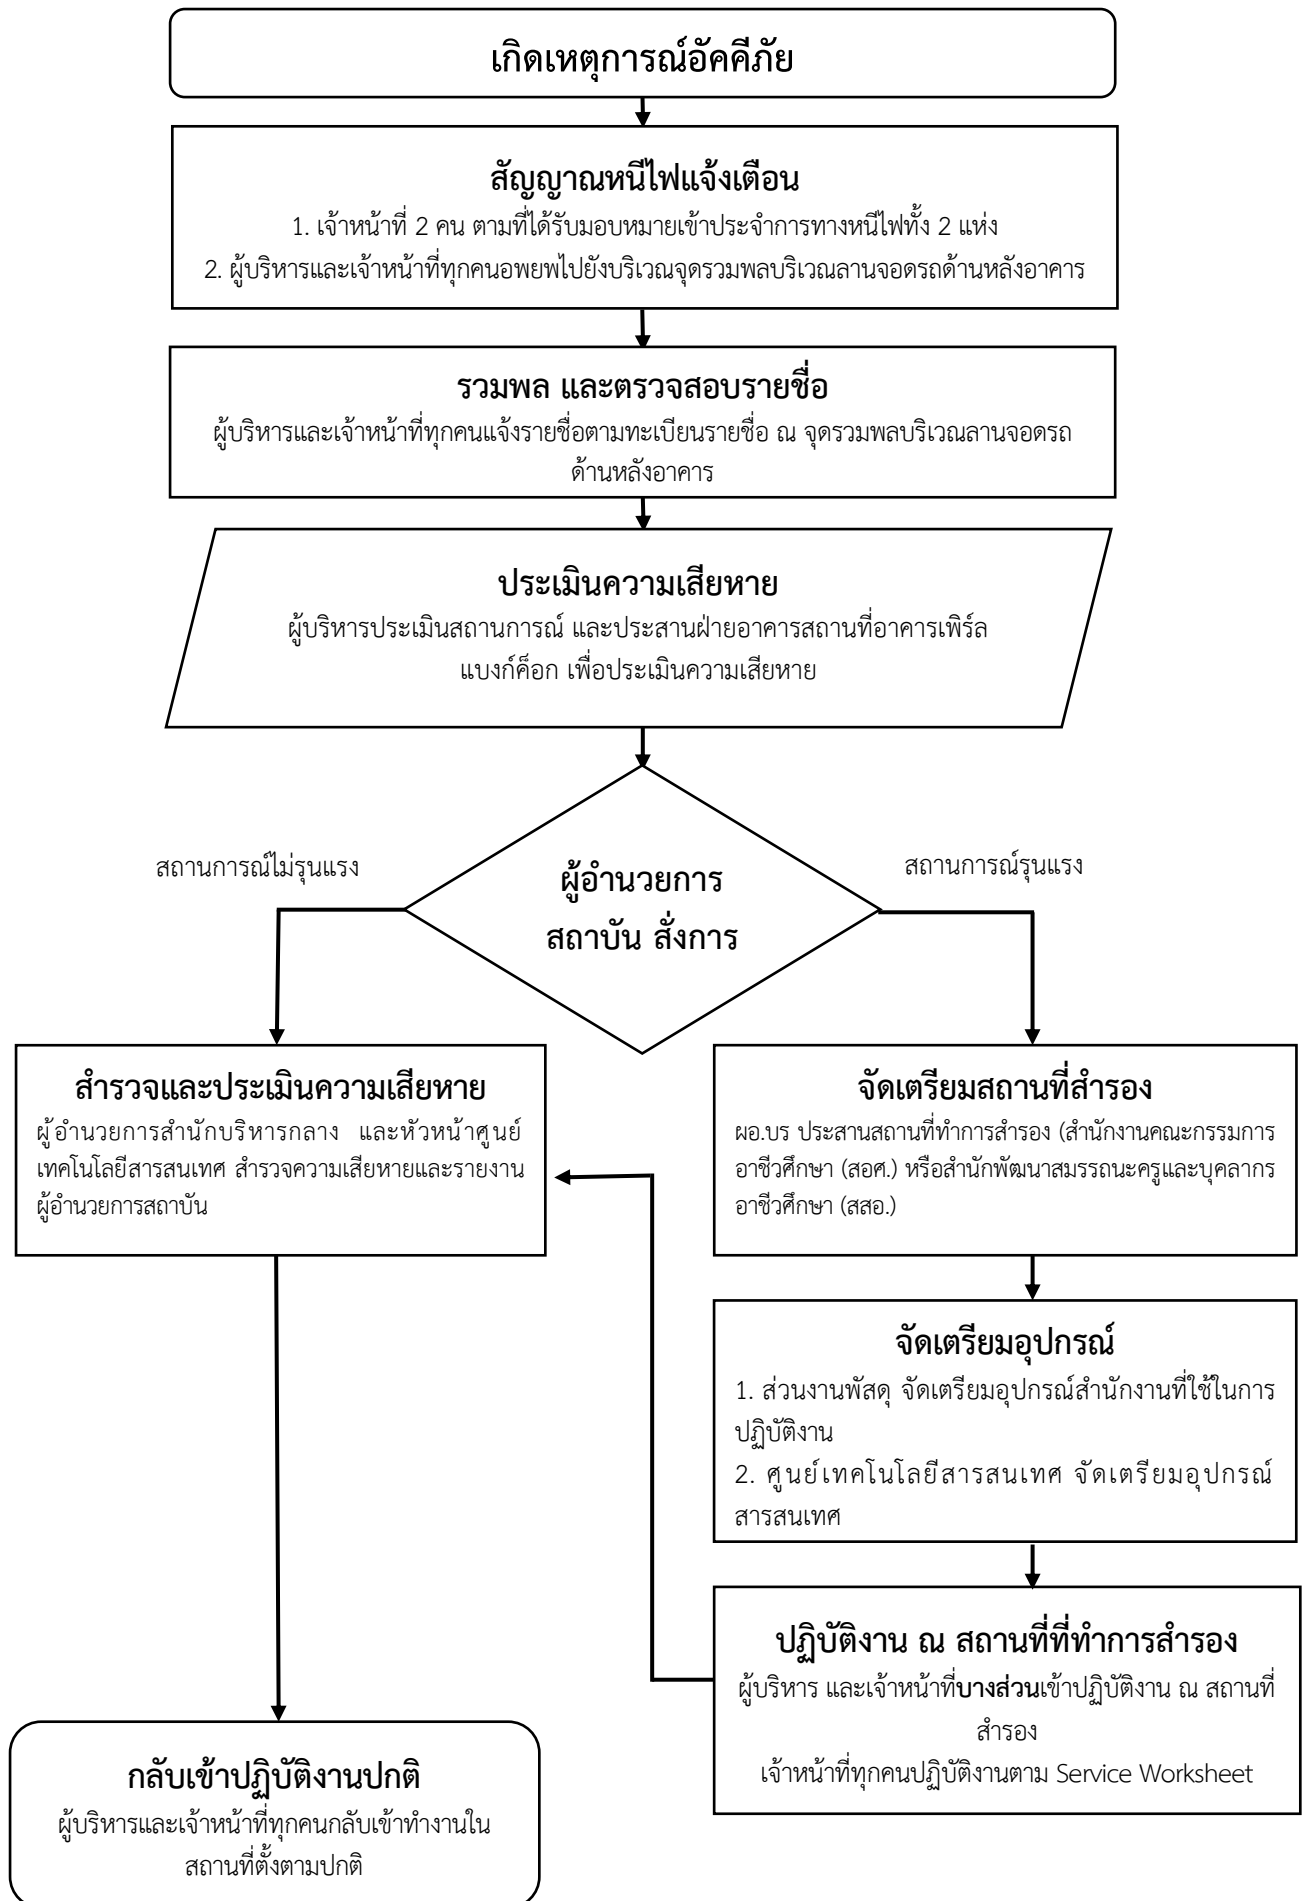 เกิดเหตุการณ์อัคคีภัย
สัญญาณหนีไฟแจ้งเตือน
1. เจ้าหน้าที่ 2 คน ตามที่ได้รับมอบหมายเข้าประจำการทางหนีไฟทั้ง 2 แห่ง
2. ผู้บริหารและเจ้าหน้าที่ทุกคนอพยพไปยังบริเวณจุดรวมพลบริเวณลานจอดรถด้านหลังอาคาร
รวมพล และตรวจสอบรายชื่อ
ผู้บริหารและเจ้าหน้าที่ทุกคนแจ้งรายชื่อตามทะเบียนรายชื่อ ณ จุดรวมพลบริเวณลานจอดรถ
ด้านหลังอาคาร
ประเมินความเสียหาย
ผู้บริหารประเมินสถานการณ์ และประสานฝ่ายอาคารสถานที่อาคารเพิร์ล
แบงก์ค็อก เพื่อประเมินความเสียหาย
สถานการณ์ไม่รุนแรง
สถานการณ์รุนแรง
ผู้อำนวยการ
สถาบัน สั่งการ
สำรวจและประเมินความเสียหาย
ผู้อำนวยการสำนักบริหารกลาง และหัวหน้าศูนย์
เทคโนโลยีสารสนเทศ สำรวจความเสียหายและรายงาน
ผู้อำนวยการสถาบัน
จัดเตรียมสถานที่สำรอง
ผอ.บร ประสานสถานที่ทำการสำรอง (สำนักงานคณะกรรมการ
อาชีวศึกษา (สอศ.) หรือสำนักพัฒนาสมรรถนะครูและบุคลากร
อาชีวศึกษา (สสอ.)
จัดเตรียมอุปกรณ์
1. ส่วนงานพัสดุ จัดเตรียมอุปกรณ์สำนักงานที่ใช้ในการ
ปฏิบัติงาน
2. ศูนย์เทคโนโลยีสารสนเทศ จัดเตรียมอุปกรณ์
สารสนเทศ
ปฏิบัติงาน ณ สถานที่ที่ทำการสำรอง
ผู้บริหาร และเจ้าหน้าที่บางส่วนเข้าปฏิบัติงาน ณ สถานที่
สำรอง
เจ้าหน้าที่ทุกคนปฏิบัติงานตาม Service Worksheet
กลับเข้าปฏิบัติงานปกติ
ผู้บริหารและเจ้าหน้าที่ทุกคนกลับเข้าทำงานใน
สถานที่ตั้งตามปกติ